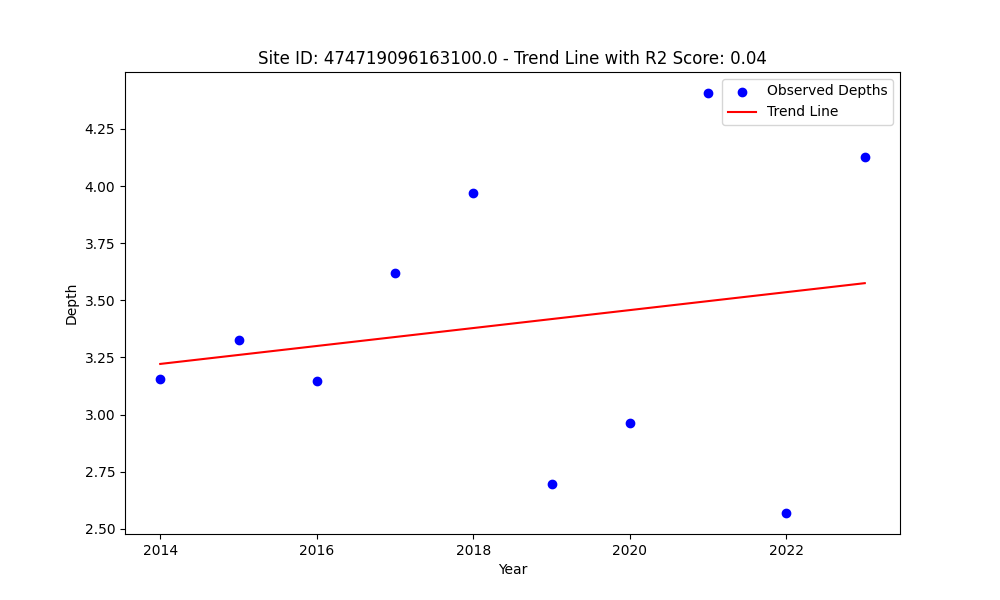 Site ID: 474719096163100.0 - Trend Line with R2 Score: 0.04
Observed Depths
Trend Line
4.25
4.00
3.75
3.50
3.25
3.00
2.75
2.50
Depth
2014
2016
2018
2020
2022
Year